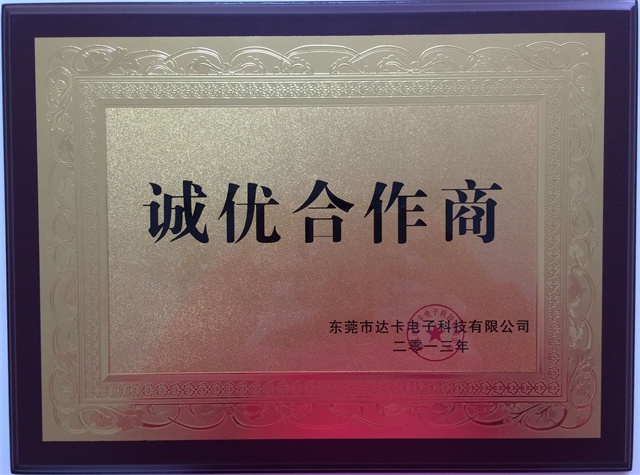 诚优合作商
东莞市达卡电子科技有限公司
二零一三年